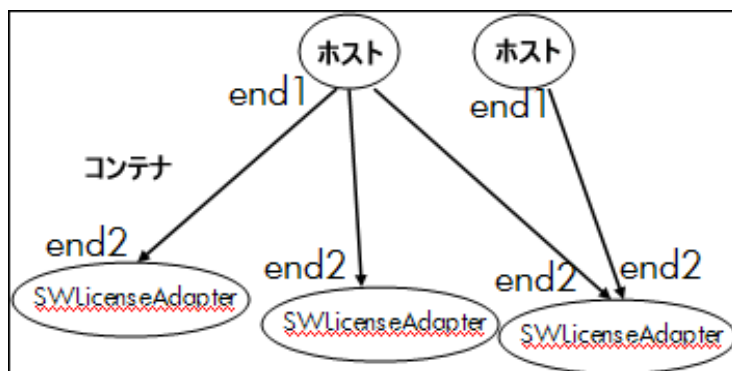 ホスト
ホスト
end1
end1
コンテナ
end2
end2
end2
end2
SWLicenseAdapter
SWLicenseAdapter
SWLicenseAdapter